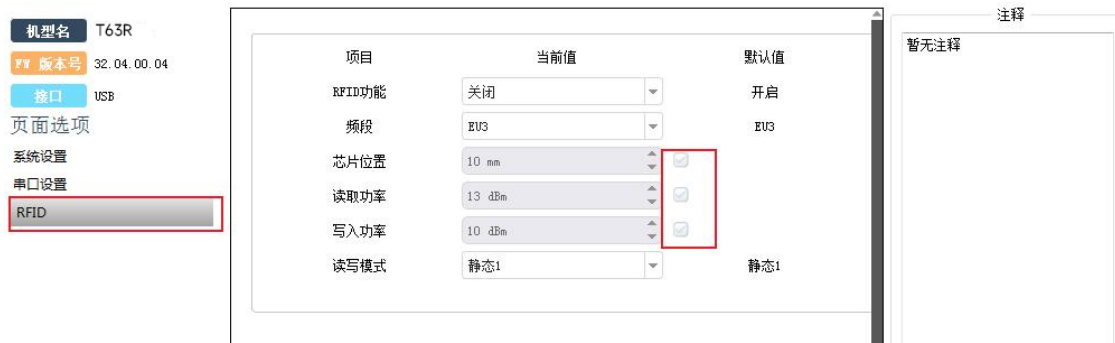 机型名 T63R
FW 版本号 32.04.00.04
接口 USB
页面选项
系统设置
串口设置
RFID
项目 当前值 默认值
RFID功能 关闭 开启
频段 EU3 EU3
芯片位置 10 mm
读取功率 13 dBm
写入功率 10 dBm
读写模式 静态1 静态1
注释
暂无注释